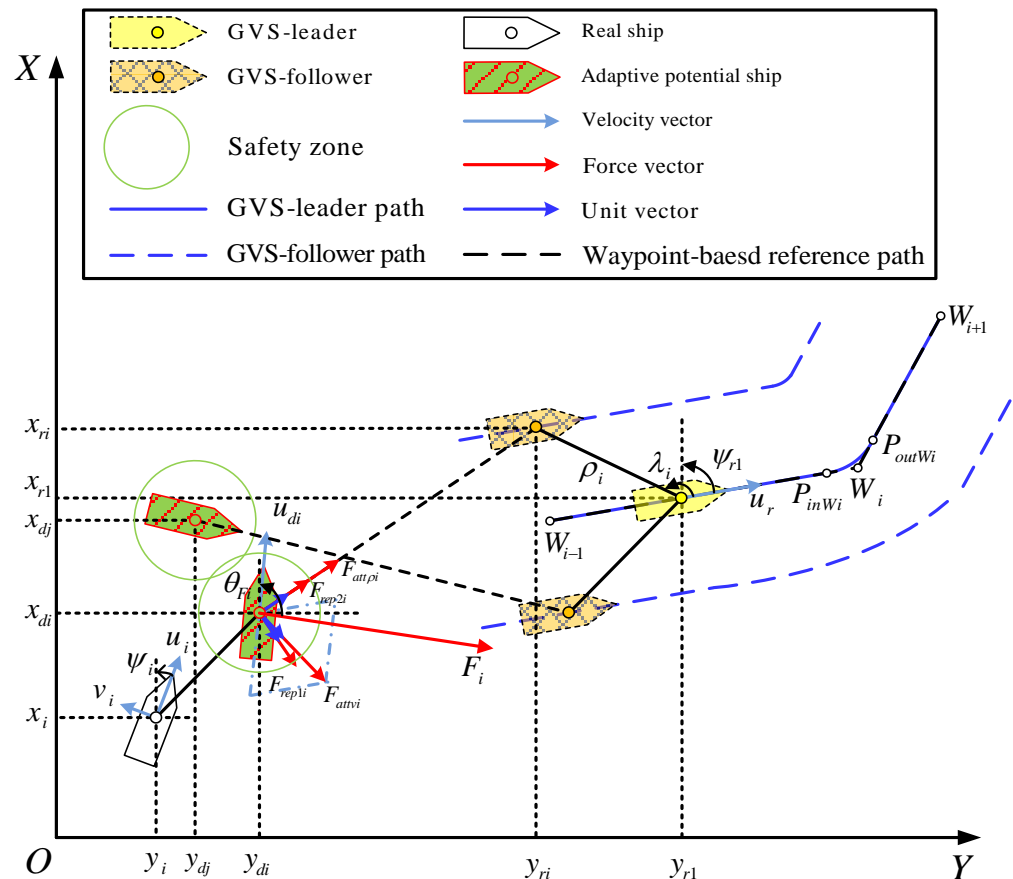 GVS-leader
Real ship
GVS-follower
Adaptive potential ship
Safety zone
Velocity vector
Force vector
GVS-leader path
Unit vector
GVS-follower path
Waypoint-baesd reference path
X
W_{i+1}
x_{ri}
P_{outWi}
ρ_i
λ_i
ψ_{r1}
W_i
x_{r1}
P_{inWi}
u_r
x_{dj}
u_{di}
W_{i-1}
F_{attρi}
θ_{Fi}
F_{rep2i}
x_{di}
u_i
F_i
ψ_i
F_{rep1i}
F_{attvi}
v_i
x_i
O
y_i
y_{dj}
y_{di}
y_{ri}
y_{r1}
Y